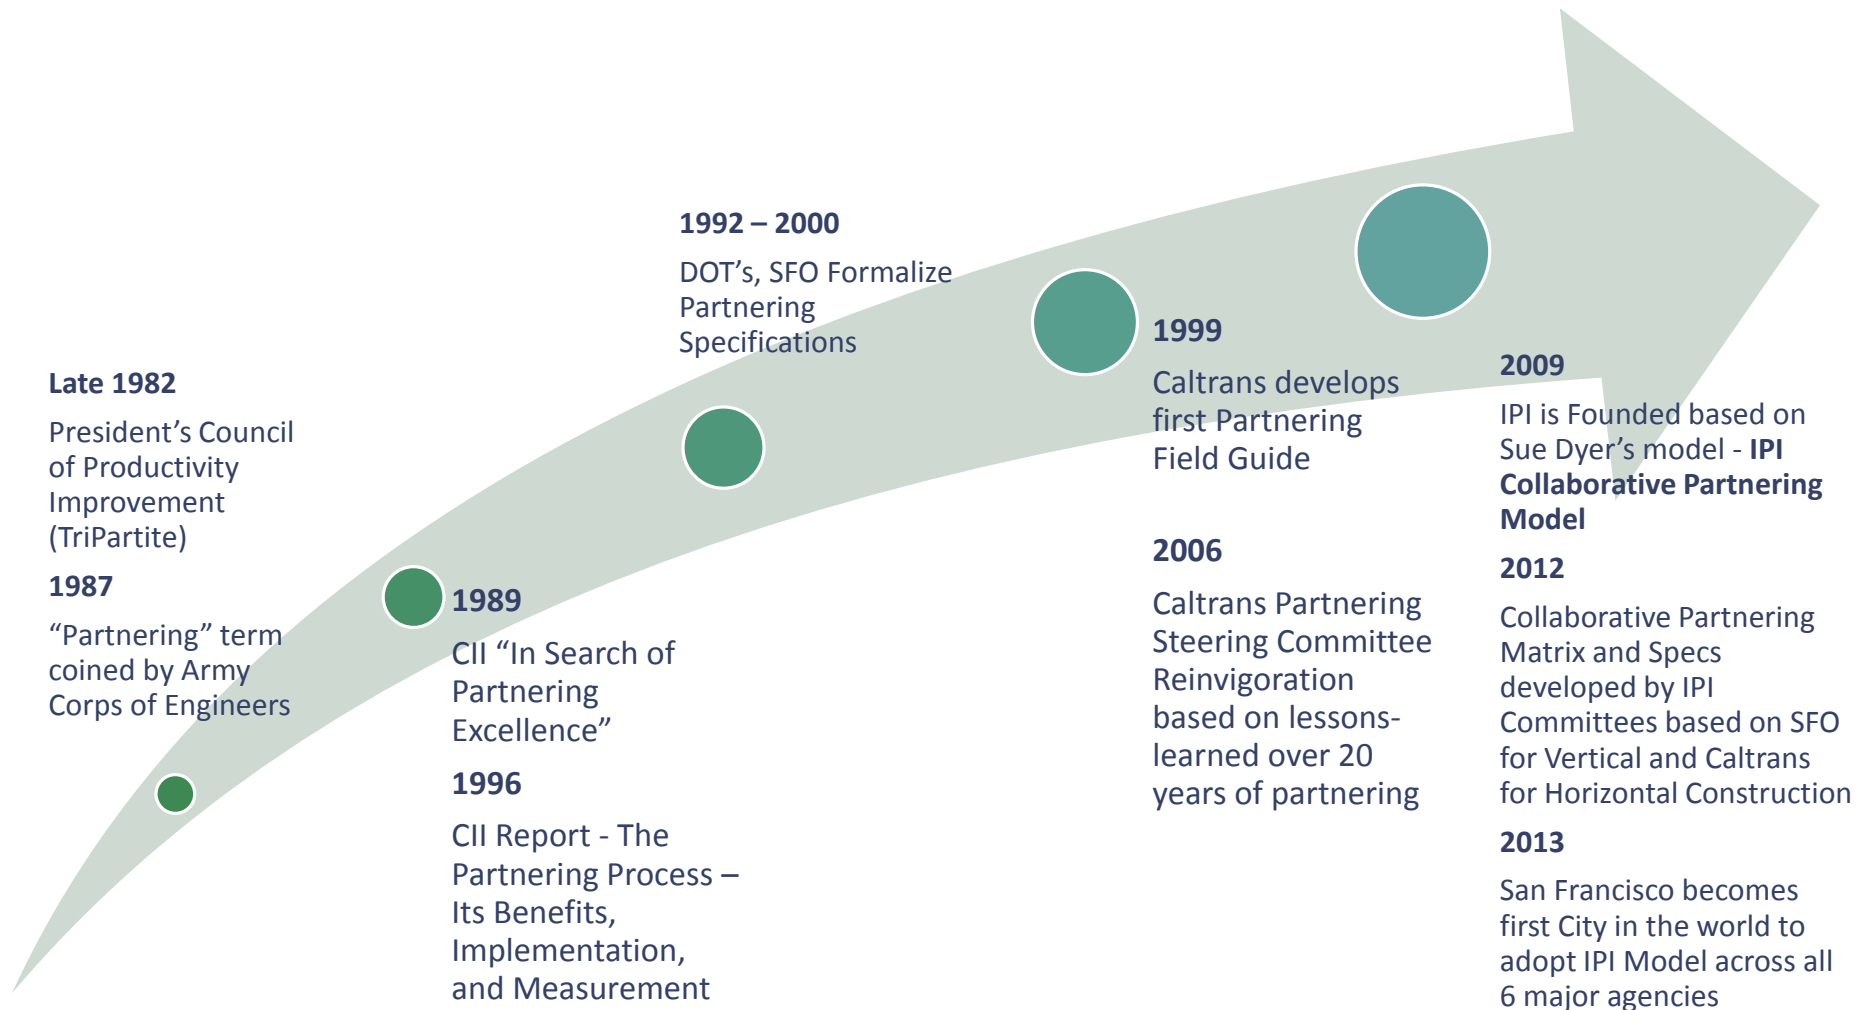 Late 1982
President’s Council
of Productivity
Improvement
(TriPartite)
1987
“Partnering” term
coined by Army
Corps of Engineers
1989
CII “In Search of
Partnering
Excellence”
1996
CII Report - The
Partnering Process –
Its Benefits,
Implementation,
and Measurement
1992 – 2000
DOT’s, SFO Formalize
Partnering
Specifications
1999
Caltrans develops
first Partnering
Field Guide
2006
Caltrans Partnering
Steering Committee
Reinvigoration
based on lessons-
learned over 20
years of partnering
2009
IPI is Founded based on
Sue Dyer’s model - IPI
Collaborative Partnering
Model
2012
Collaborative Partnering
Matrix and Specs
developed by IPI
Committees based on SFO
for Vertical and Caltrans
for Horizontal Construction
2013
San Francisco becomes
first City in the world to
adopt IPI Model across all
6 major agencies